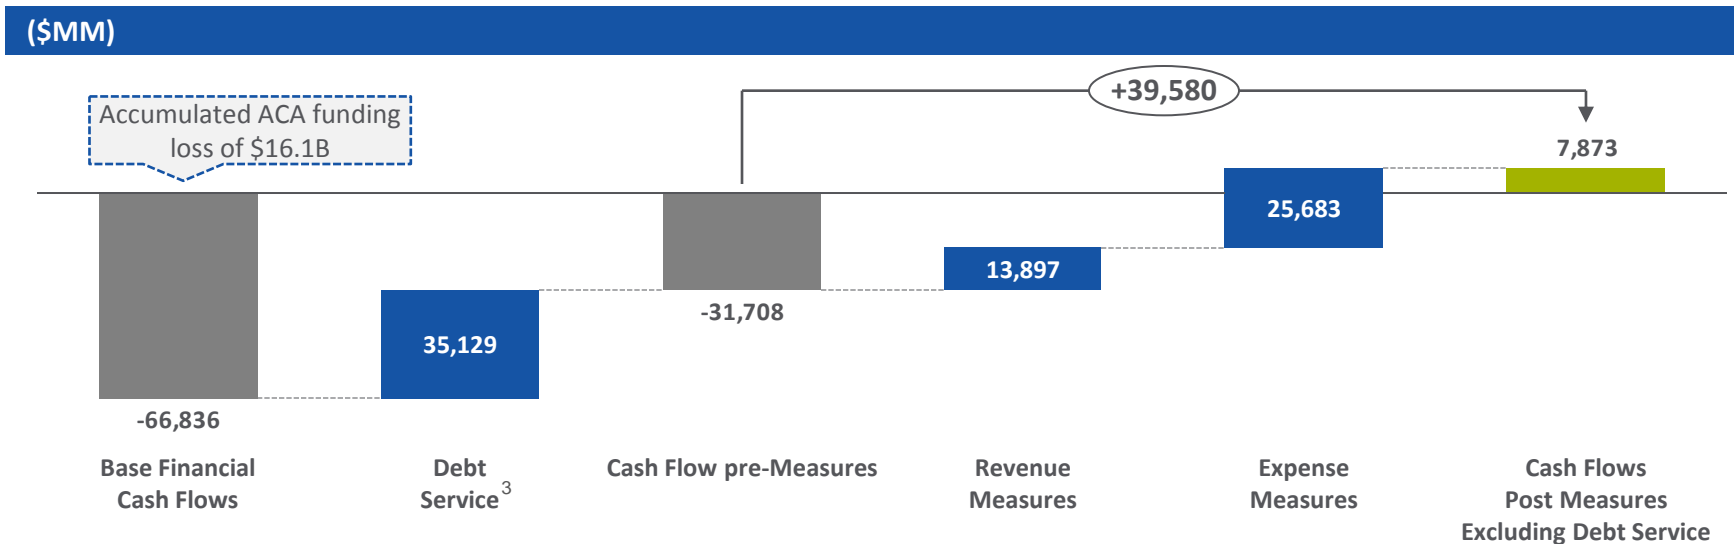 ($MM)
Accumulated ACA funding
loss of $16.1B
+39,580
7,873
25,683
13,897
-31,708
35,129
-66,836
Base Financial
Cash Flows
Debt
Service3
Cash Flow pre-Measures
Revenue
Measures
Expense
Measures
Cash Flows
Post Measures
Excluding Debt Service